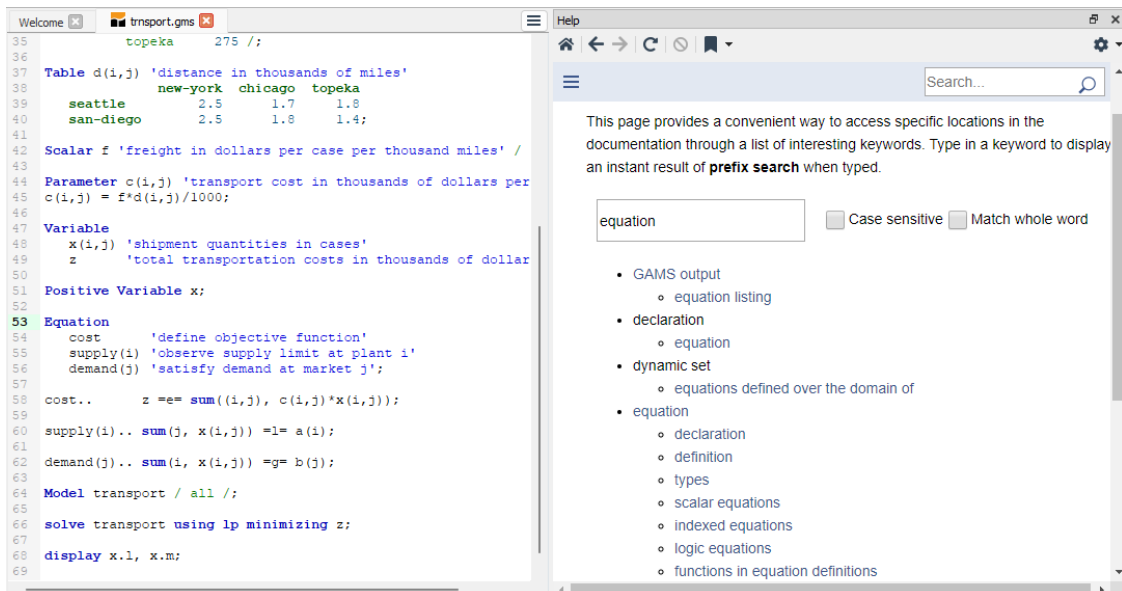 Welcome
trnsport.gms
35 topeka 275 /;
36
37 Table d(i,j) 'distance in thousands of miles'
38 new-york chicago topeka
39 seattle 2.5 1.7 1.8
40 san-diego 2.5 1.8 1.4;
41
42 Scalar f 'freight in dollars per case per thousand miles' /
43
44 Parameter c(i,j) 'transport cost in thousands of dollars per
45 c(i,j) = f*d(i,j)/1000;
46
47 Variable
48 x(i,j) 'shipment quantities in cases'
49 z 'total transportation costs in thousands of dollar
50
51 Positive Variable x;
52
53 Equation
54 cost 'define objective function'
55 supply(i) 'observe supply limit at plant i'
56 demand(j) 'satisfy demand at market j';
57
58 cost.. z =e= sum((i,j), c(i,j)*x(i,j));
59
60 supply(i).. sum(j, x(i,j)) =l= a(i);
61
62 demand(j).. sum(i, x(i,j)) =g= b(j);
63
64 Model transport / all /;
65
66 solve transport using lp minimizing z;
67
68 display x.l, x.m;
69
Help
Search...
This page provides a convenient way to access specific locations in the
documentation through a list of interesting keywords. Type in a keyword to display
an instant result of prefix search when typed.
equation
Case sensitive
Match whole word
GAMS output
equation listing
declaration
equation
dynamic set
equations defined over the domain of
equation
declaration
definition
types
scalar equations
indexed equations
logic equations
functions in equation definitions